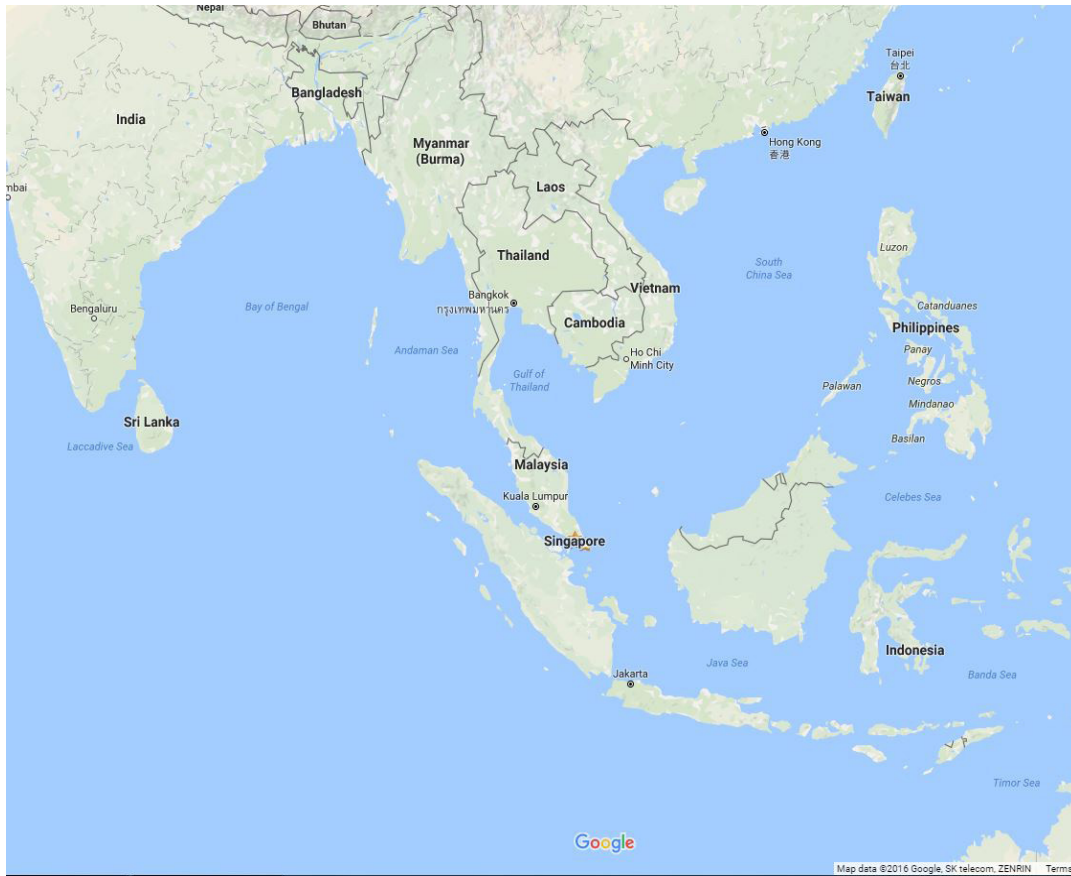 Nepal
Bhutan
Bangladesh
India
Myanmar
(Burma)
Taipei
台北
Taiwan
Hong Kong
香港
mbai
Laos
Luzon
Thailand
South
China Sea
Bay of Bengal
Bengaluru
Bangkok
กรุงเทพมหานคร
Vietnam
Cambodia
Catanduanes
Philippines
Andaman Sea
Ho Chi
Minh City
Panay
Gulf of
Thailand
Palawan
Negros
Mindanao
Sri Lanka
Laccadive Sea
Basilan
Malaysia
Kuala Lumpur
Celebes Sea
Singapore
Indonesia
Java Sea
Jakarta
Banda Sea
Timor Sea
Google
Map data ©2016 Google, SK telecom, ZENRIN Terms